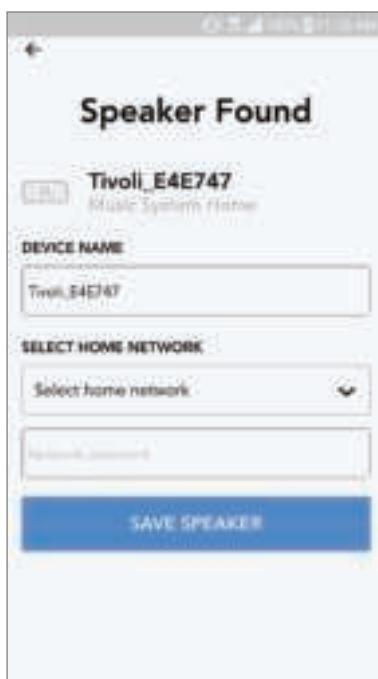 Speaker Found
Tivoli_E4E747
Music System Home
DEVICE NAME
Tivoli_E4E747
SELECT HOME NETWORK
Select home network
Network password
SAVE SPEAKER